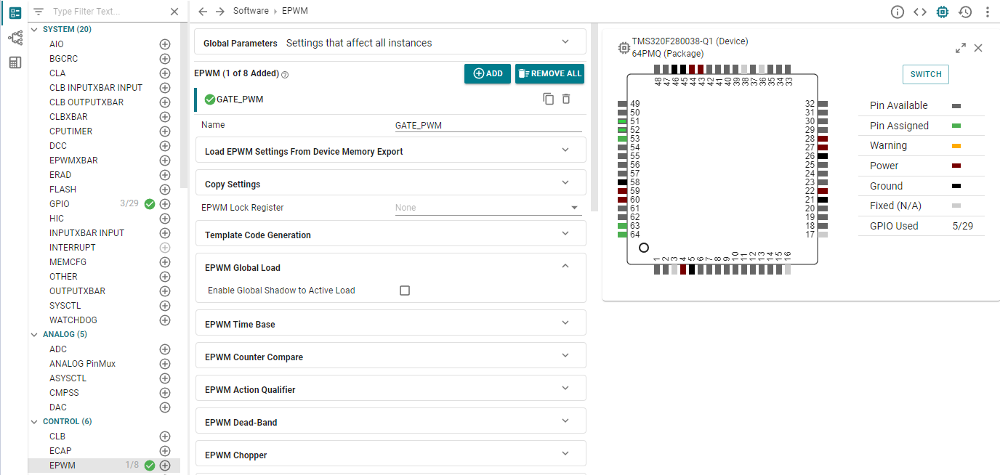 Type Filter Text...
SYSTEM (20)
AIO
BGCRC
CLA
CLB INPUTXBAR INPUT
CLB OUTPUTXBAR
CLBXBAR
CPUTIMER
DCC
EPWMXBAR
ERAD
FLASH
GPIO 3/29
HIC
INPUTXBAR INPUT
INTERRUPT
MEMCFG
OTHER
OUTPUTXBAR
SYSCTL
WATCHDOG
ANALOG (5)
ADC
ANALOG PinMux
ASYSCTL
CMPSS
DAC
CONTROL (6)
CLB
ECAP
EPWM 1/8
Software › EPWM
Global Parameters Settings that affect all instances
EPWM (1 of 8 Added) ?
ADD
REMOVE ALL
GATE_PWM
Name GATE_PWM
Load EPWM Settings From Device Memory Export
Copy Settings
EPWM Lock Register None
Template Code Generation
EPWM Global Load
Enable Global Shadow to Active Load
EPWM Time Base
EPWM Counter Compare
EPWM Action Qualifier
EPWM Dead-Band
EPWM Chopper
TMS320F280038-Q1 (Device)
64PMQ (Package)
48 47 46 45 44 43 42 41 40 39 38 37 36 35 34 33
49
50
51
52
53
54
55
56
57
58
59
60
61
62
63
64
32
31
30
29
28
27
26
25
24
23
22
21
20
19
18
17
1 2 3 4 5 6 7 8 9 10 11 12 13 14 15 16
SWITCH
Pin Available
Pin Assigned
Warning
Power
Ground
Fixed (N/A)
GPIO Used 5/29